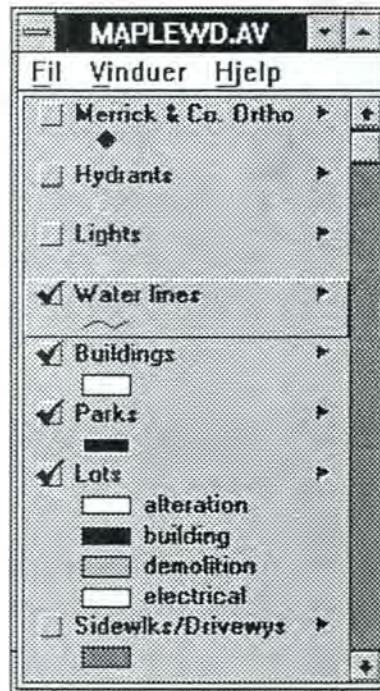 MAPLEWD.AV
Fil Vinduer Hjelp
Merrick & Co. Ortho
Hydrants
Lights
Water lines
Buildings
Parks
Lots
alteration
building
demolition
electrical
Sidewlks/Drivewys